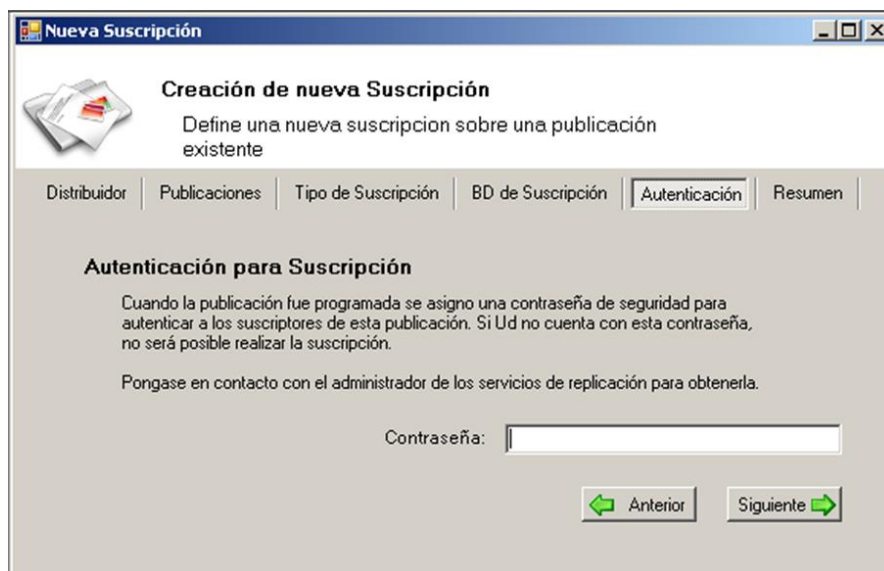 Nueva Suscripción
Creación de nueva Suscripción
Define una nueva suscripcion sobre una publicación
existente
Distribuidor Publicaciones Tipo de Suscripción BD de Suscripción Autenticación Resumen
Autenticación para Suscripción
Cuando la publicación fue programada se asigno una contraseña de seguridad para
autenticar a los suscriptores de esta publicación. Si Ud no cuenta con esta contraseña,
no será posible realizar la suscripción.
Pongase en contacto con el administrador de los servicios de replicación para obtenerla.
Contraseña:
Anterior Siguiente